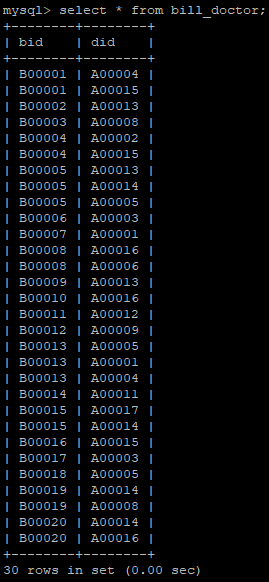 mysql> select * from bill_doctor;
+--------+--------+
| bid    | did    |
+--------+--------+
| B00001 | A00004 |
| B00001 | A00015 |
| B00002 | A00013 |
| B00003 | A00008 |
| B00004 | A00002 |
| B00004 | A00015 |
| B00005 | A00013 |
| B00005 | A00014 |
| B00005 | A00005 |
| B00006 | A00003 |
| B00007 | A00001 |
| B00008 | A00016 |
| B00008 | A00006 |
| B00009 | A00013 |
| B00010 | A00016 |
| B00011 | A00012 |
| B00012 | A00009 |
| B00013 | A00005 |
| B00013 | A00001 |
| B00013 | A00004 |
| B00014 | A00011 |
| B00015 | A00017 |
| B00015 | A00014 |
| B00016 | A00015 |
| B00017 | A00003 |
| B00018 | A00005 |
| B00019 | A00014 |
| B00019 | A00008 |
| B00020 | A00014 |
| B00020 | A00016 |
+--------+--------+
30 rows in set (0.00 sec)